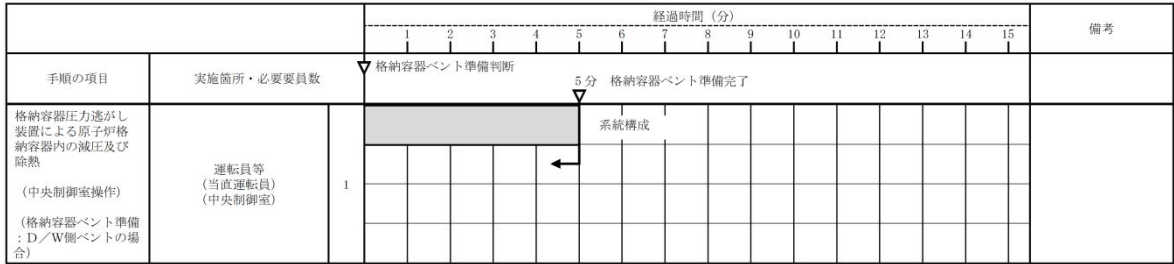 経過時間(分)
備考
1 2 3 4 5 6 7 8 9 10 11 12 13 14 15
手順の項目
実施箇所・必要要員数
格納容器ベント準備判断
5分 格納容器ベント準備完了
格納容器圧力逃がし
装置による原子炉格
納容器内の減圧及び
除熱
(中央制御室操作)
(格納容器ベント準備
:D/W側ベントの場
合)
運転員等
(当直運転員)
(中央制御室)
1
系統構成